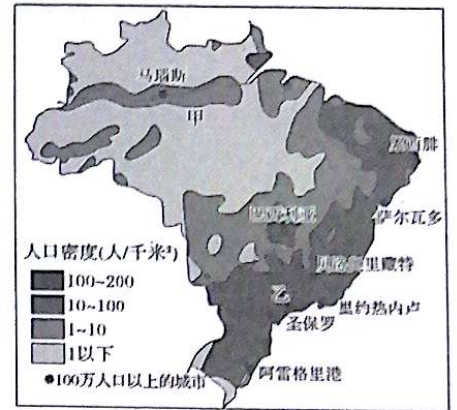 马瑙斯
甲
累西腓
巴西利亚
萨尔瓦多
贝洛奥里藏特
乙
里约热内卢
圣保罗
阿雷格里港
人口密度(人/千米²)
100~200
10~100
1~10
1以下
●100万人口以上的城市